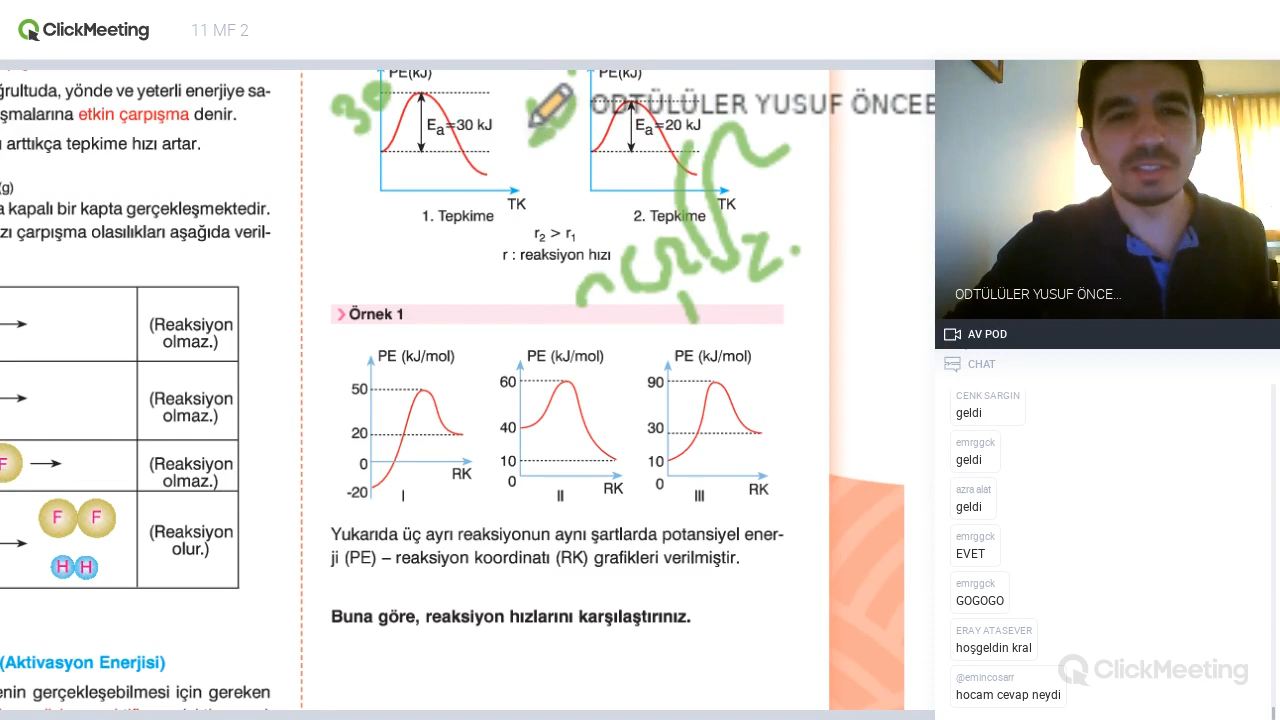 ClickMeeting
11 MF 2
ğrultuda, yönde ve yeterli enerjiye sa-
şmalarına etkin çarpışma denir.
ı arttıkça tepkime hızı artar.
(g)
a kapalı bir kapta gerçekleşmektedir.
zı çarpışma olasılıkları aşağıda veril-
(Reaksiyon
olmaz.)
(Reaksiyon
olmaz.)
F
(Reaksiyon
olmaz.)
F F
H H
(Reaksiyon
olur.)
(Aktivasyon Enerjisi)
enin gerçekleşebilmesi için gereken
PE(kJ)
30
Ea=30 kJ
TK
1. Tepkime
PE(kJ)
ODTÜLÜLER YUSUF ÖNCE
Ea=20 kJ
TK
2. Tepkime
r2 > r1
r : reaksiyon hızı
Örnek 1
PE (kJ/mol)
50
20
0
-20
RK
I
PE (kJ/mol)
60
40
10
0
RK
II
PE (kJ/mol)
90
30
10
0
RK
III
Yukarıda üç ayrı reaksiyonun aynı şartlarda potansiyel ener-
ji (PE) – reaksiyon koordinatı (RK) grafikleri verilmiştir.
Buna göre, reaksiyon hızlarını karşılaştırınız.
ODTÜLÜLER YUSUF ÖNCE...
AV POD
CHAT
CENK SARGIN
geldi
emrggck
geldi
azra alat
geldi
emrggck
EVET
emrggck
GOGOGO
ERAY ATASEVER
hoşgeldin kral
@emincosarr
hocam cevap neydi
ClickMeeting